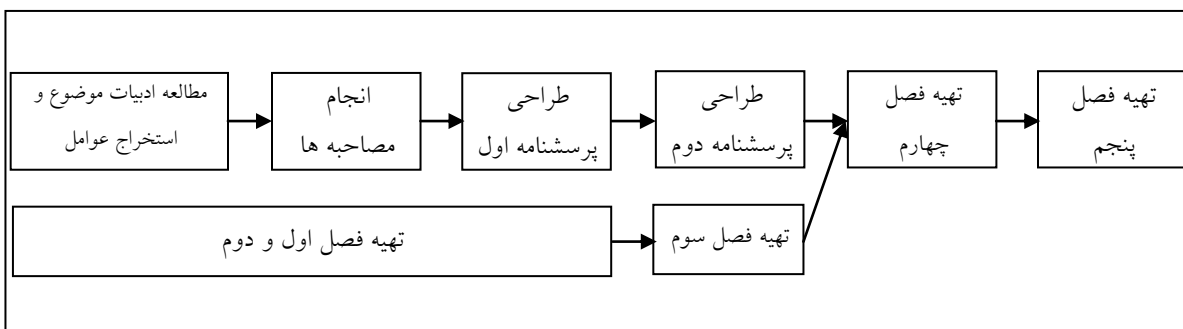 مطالعه ادبیات موضوع و
استخراج عوامل
انجام
مصاحبه ها
طراحی
پرسشنامه اول
طراحی
پرسشنامه دوم
تهیه فصل
چهارم
تهیه فصل
پنجم
تهیه فصل اول و دوم
تهیه فصل سوم